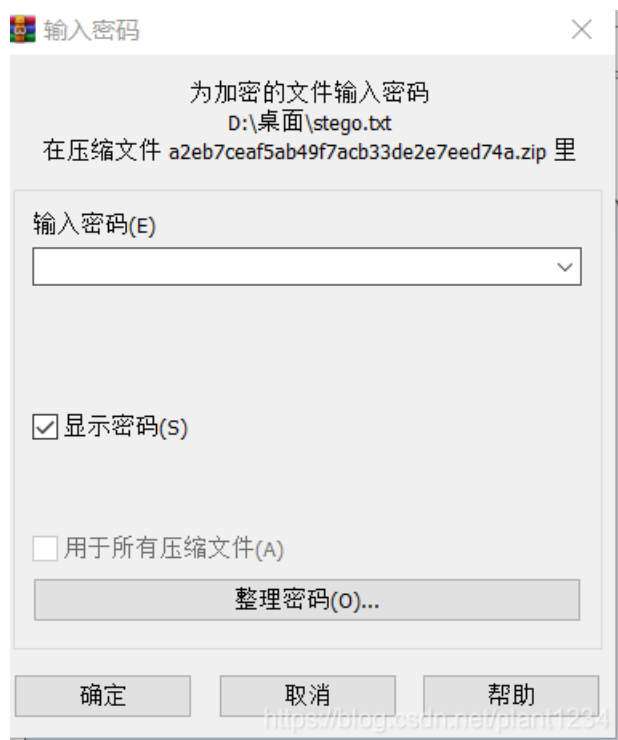 输入密码
为加密的文件输入密码
D:\桌面\stego.txt
在压缩文件 a2eb7ceaf5ab49f7acb33de2e7eed74a.zip 里
输入密码(E)
显示密码(S)
用于所有压缩文件(A)
整理密码(O)...
确定 取消 帮助
https://blog.csdn.net/plant1234